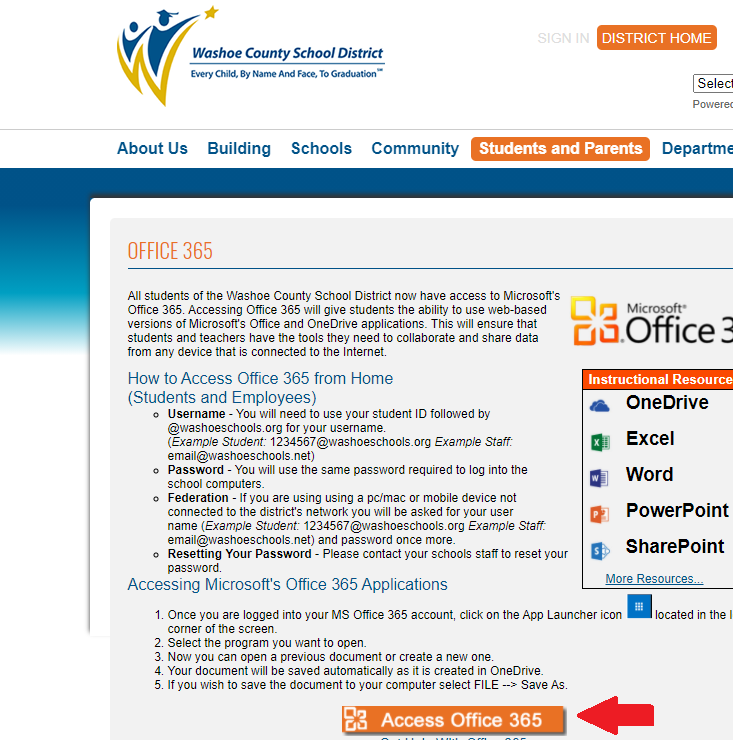 Washoe County School District
Every Child, By Name And Face, To Graduation℠
SIGN IN DISTRICT HOME
Select
Powered
About Us Building Schools Community Students and Parents Departme
OFFICE 365
All students of the Washoe County School District now have access to Microsoft's
Office 365. Accessing Office 365 will give students the ability to use web-based
versions of Microsoft's Office and OneDrive applications. This will ensure that
students and teachers have the tools they need to collaborate and share data
from any device that is connected to the Internet.
Microsoft®
Office 3
How to Access Office 365 from Home
(Students and Employees)
Username - You will need to use your student ID followed by
@washoeschools.org for your username.
(Example Student: 1234567@washoeschools.org Example Staff:
email@washoeschools.net)
Password - You will use the same password required to log into the
school computers.
Federation - If you are using using a pc/mac or mobile device not
connected to the district's network you will be asked for your user
name (Example Student: 1234567@washoeschools.org Example Staff:
email@washoeschools.net) and password once more.
Resetting Your Password - Please contact your schools staff to reset your
password.
Instructional Resource
OneDrive
Excel
Word
PowerPoint
SharePoint
More Resources...
Accessing Microsoft's Office 365 Applications
1. Once you are logged into your MS Office 365 account, click on the App Launcher icon located in the l
corner of the screen.
2. Select the program you want to open.
3. Now you can open a previous document or create a new one.
4. Your document will be saved automatically as it is created in OneDrive.
5. If you wish to save the document to your computer select FILE --> Save As.
Access Office 365